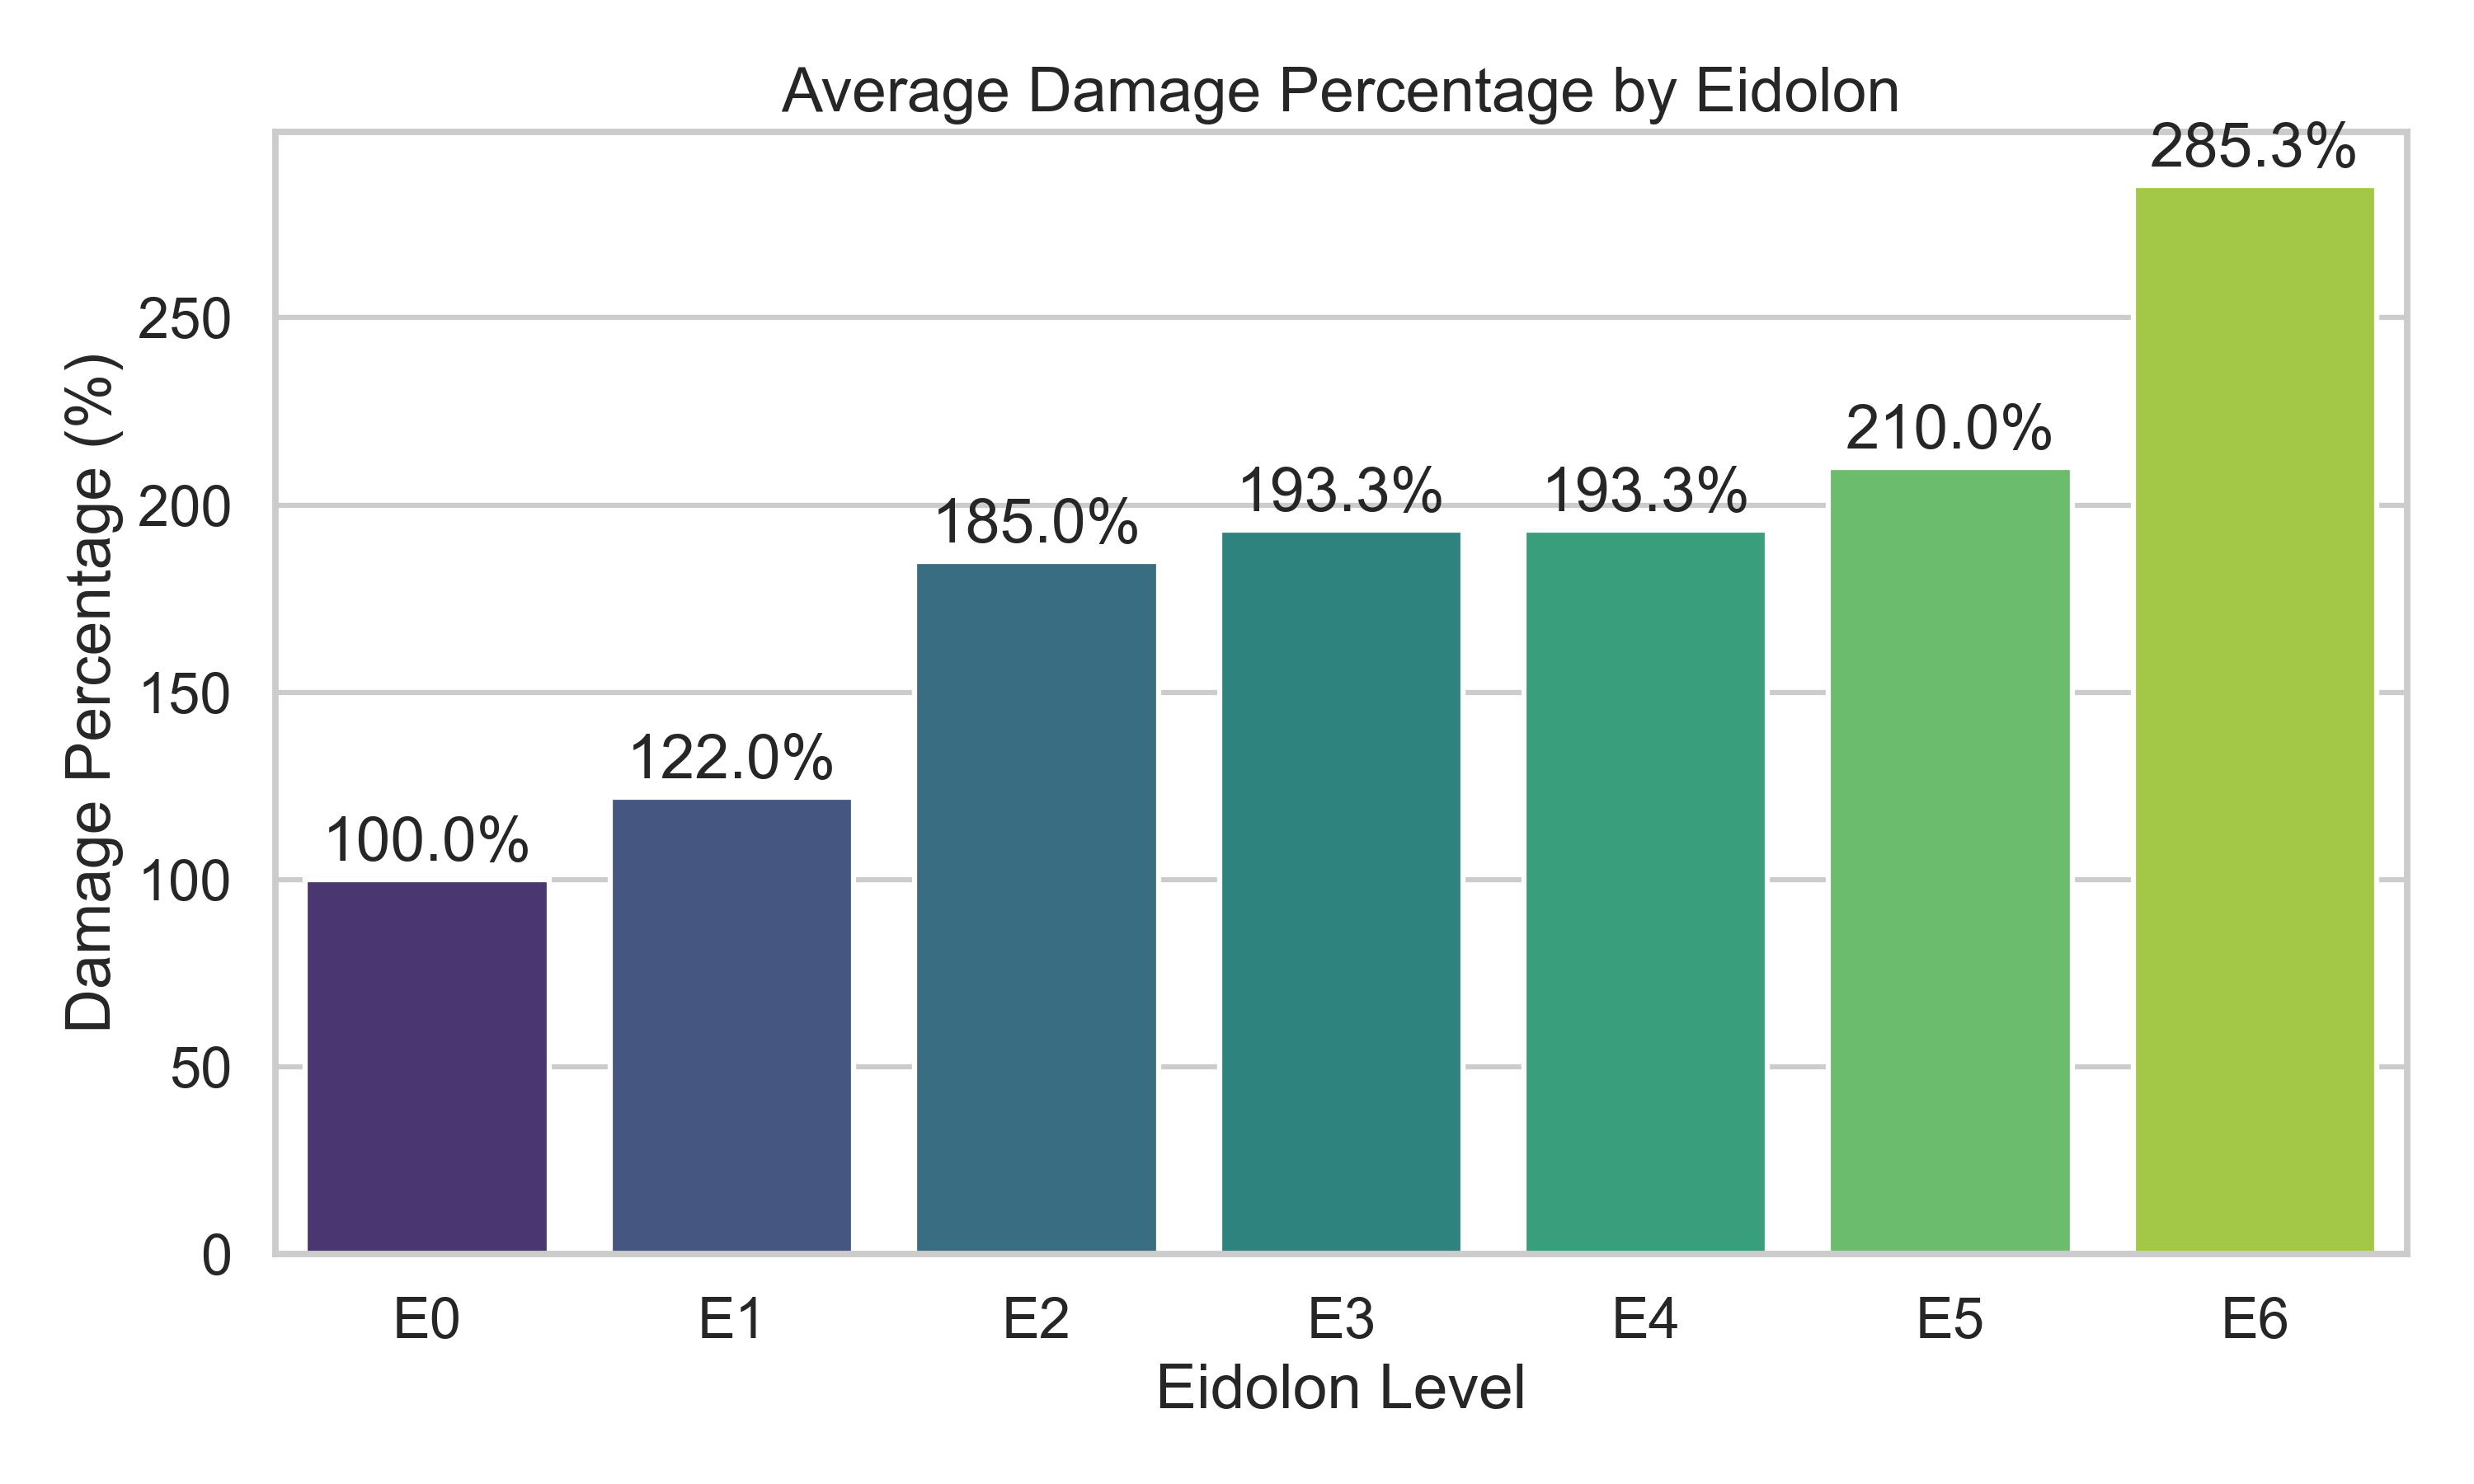 Average Damage Percentage by Eidolon
Damage Percentage (%)
250
200
150
100
50
0
100.0%
122.0%
185.0%
193.3%
193.3%
210.0%
285.3%
E0
E1
E2
E3
E4
E5
E6
Eidolon Level